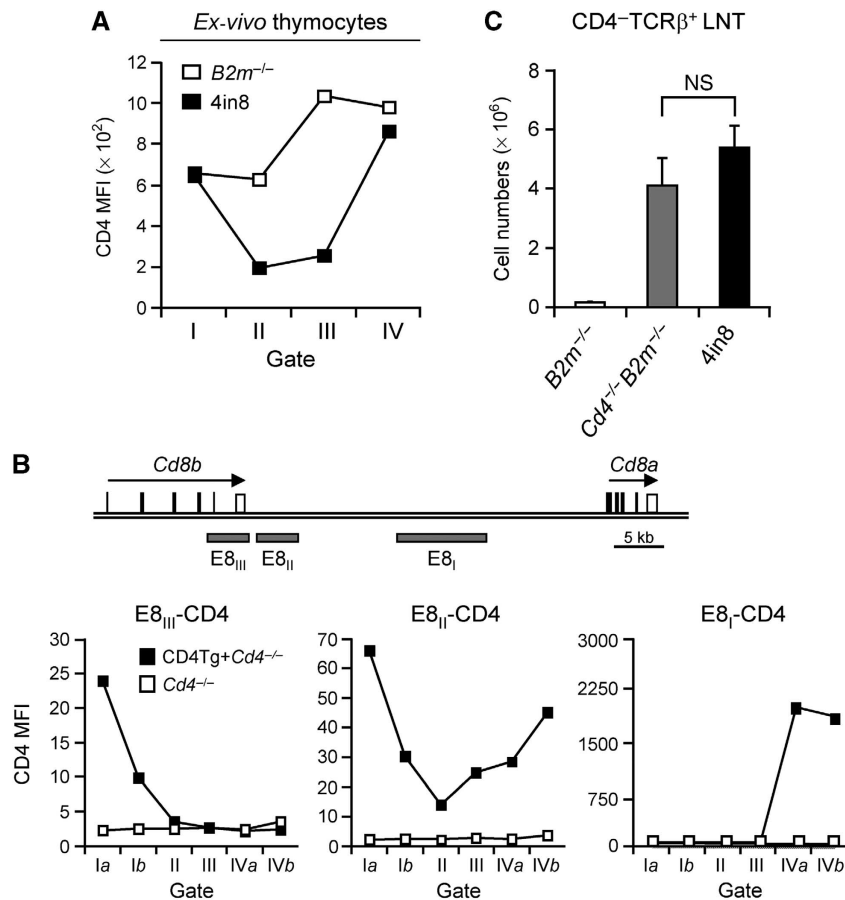 A
Ex-vivo thymocytes
12
10
8
6
4
2
0
CD4 MFI (× 10²)
B2m⁻/⁻
4in8
I II III IV
Gate
C
CD4–TCRβ⁺ LNT
8
6
4
2
0
Cell numbers (× 10⁶)
NS
B2m⁻/⁻
Cd4⁻/⁻ B2m⁻/⁻
4in8
B
Cd8b
Cd8a
E8III
E8II
E8I
5 kb
E8III-CD4
30
25
20
15
10
5
0
CD4 MFI
CD4Tg+Cd4⁻/⁻
Cd4⁻/⁻
Ia Ib II III IVa IVb
Gate
E8II-CD4
70
60
50
40
30
20
10
0
Ia Ib II III IVa IVb
Gate
E8I-CD4
3000
2250
1500
750
0
Ia Ib II III IVa IVb
Gate